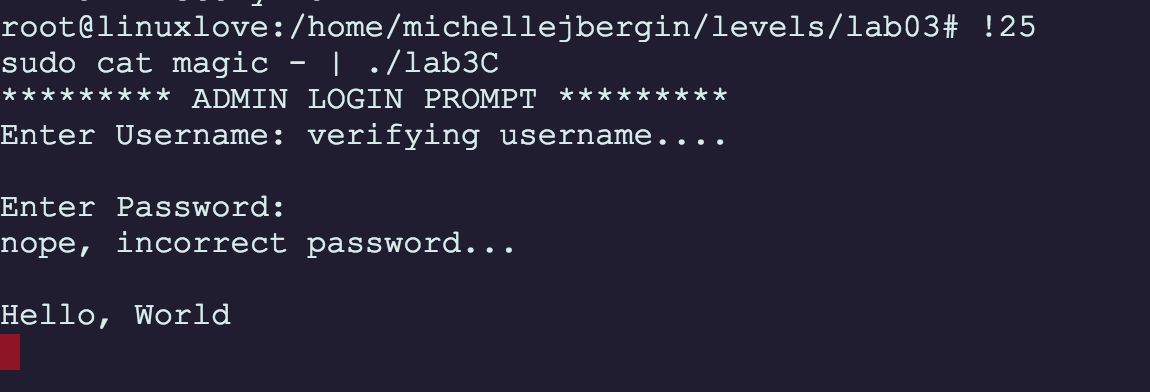 root@linuxlove:/home/michellejbergin/levels/lab03# !25
sudo cat magic - | ./lab3C
********* ADMIN LOGIN PROMPT *********
Enter Username: verifying username....
Enter Password:
nope, incorrect password...
Hello, World